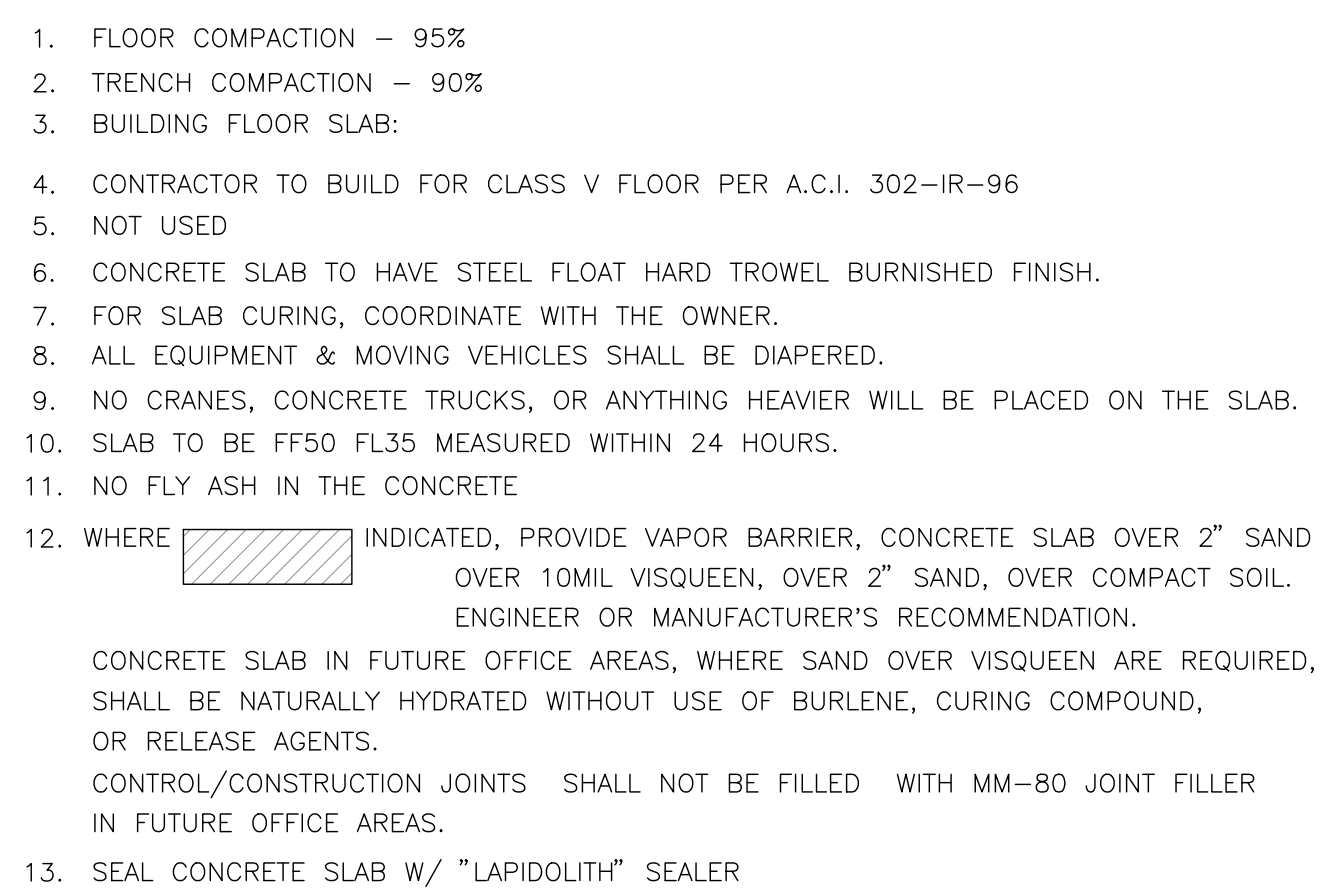 1. FLOOR COMPACTION – 95%
2. TRENCH COMPACTION – 90%
3. BUILDING FLOOR SLAB:
4. CONTRACTOR TO BUILD FOR CLASS V FLOOR PER A.C.I. 302–IR–96
5. NOT USED
6. CONCRETE SLAB TO HAVE STEEL FLOAT HARD TROWEL BURNISHED FINISH.
7. FOR SLAB CURING, COORDINATE WITH THE OWNER.
8. ALL EQUIPMENT & MOVING VEHICLES SHALL BE DIAPERED.
9. NO CRANES, CONCRETE TRUCKS, OR ANYTHING HEAVIER WILL BE PLACED ON THE SLAB.
10. SLAB TO BE FF50 FL35 MEASURED WITHIN 24 HOURS.
11. NO FLY ASH IN THE CONCRETE
12. WHERE INDICATED, PROVIDE VAPOR BARRIER, CONCRETE SLAB OVER 2” SAND
OVER 10MIL VISQUEEN, OVER 2” SAND, OVER COMPACT SOIL.
ENGINEER OR MANUFACTURER’S RECOMMENDATION.
CONCRETE SLAB IN FUTURE OFFICE AREAS, WHERE SAND OVER VISQUEEN ARE REQUIRED,
SHALL BE NATURALLY HYDRATED WITHOUT USE OF BURLENE, CURING COMPOUND,
OR RELEASE AGENTS.
CONTROL/CONSTRUCTION JOINTS SHALL NOT BE FILLED WITH MM–80 JOINT FILLER
IN FUTURE OFFICE AREAS.
13. SEAL CONCRETE SLAB W/ ”LAPIDOLITH” SEALER